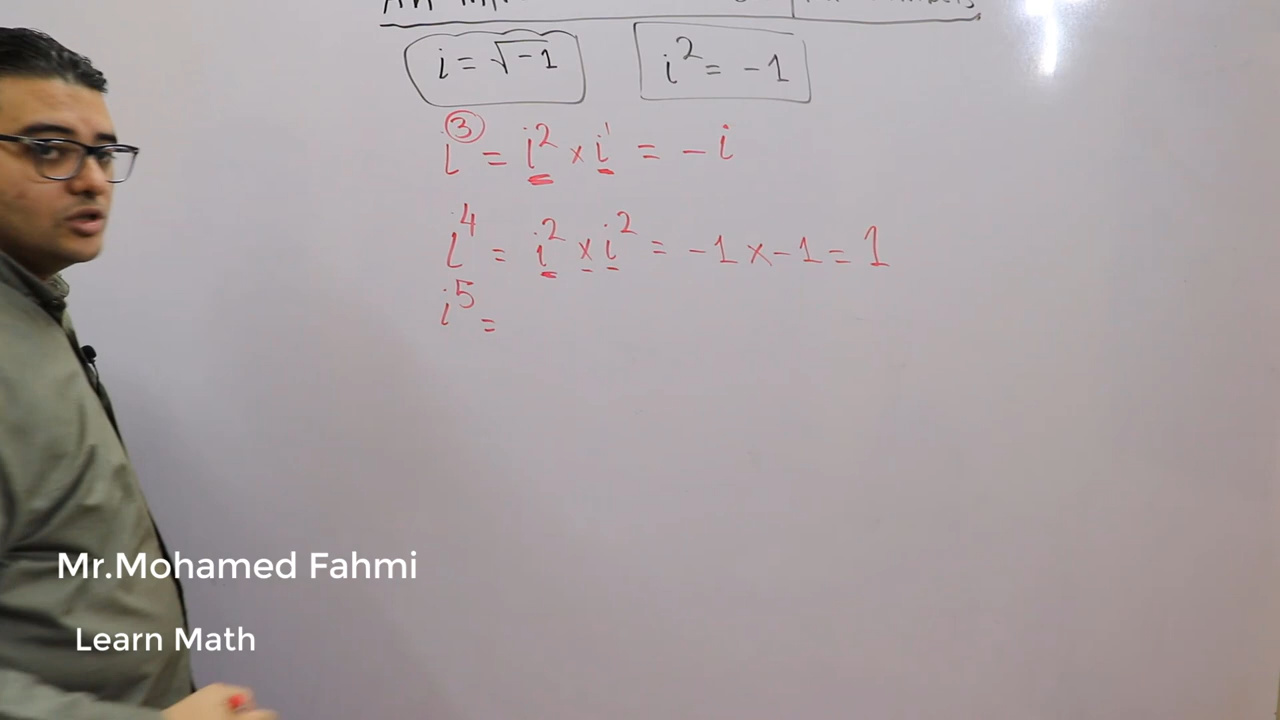 i = √-1 i² = -1
i³ = i² × i¹ = - i
i⁴ = i² × i² = -1 × -1 = 1
i⁵ =
Mr.Mohamed Fahmi
Learn Math